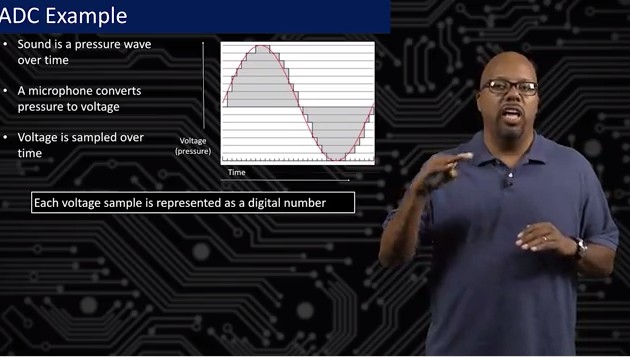 ADC Example
• Sound is a pressure wave
over time
• A microphone converts
pressure to voltage
• Voltage is sampled over
time
Voltage
(pressure)
Time
Each voltage sample is represented as a digital number